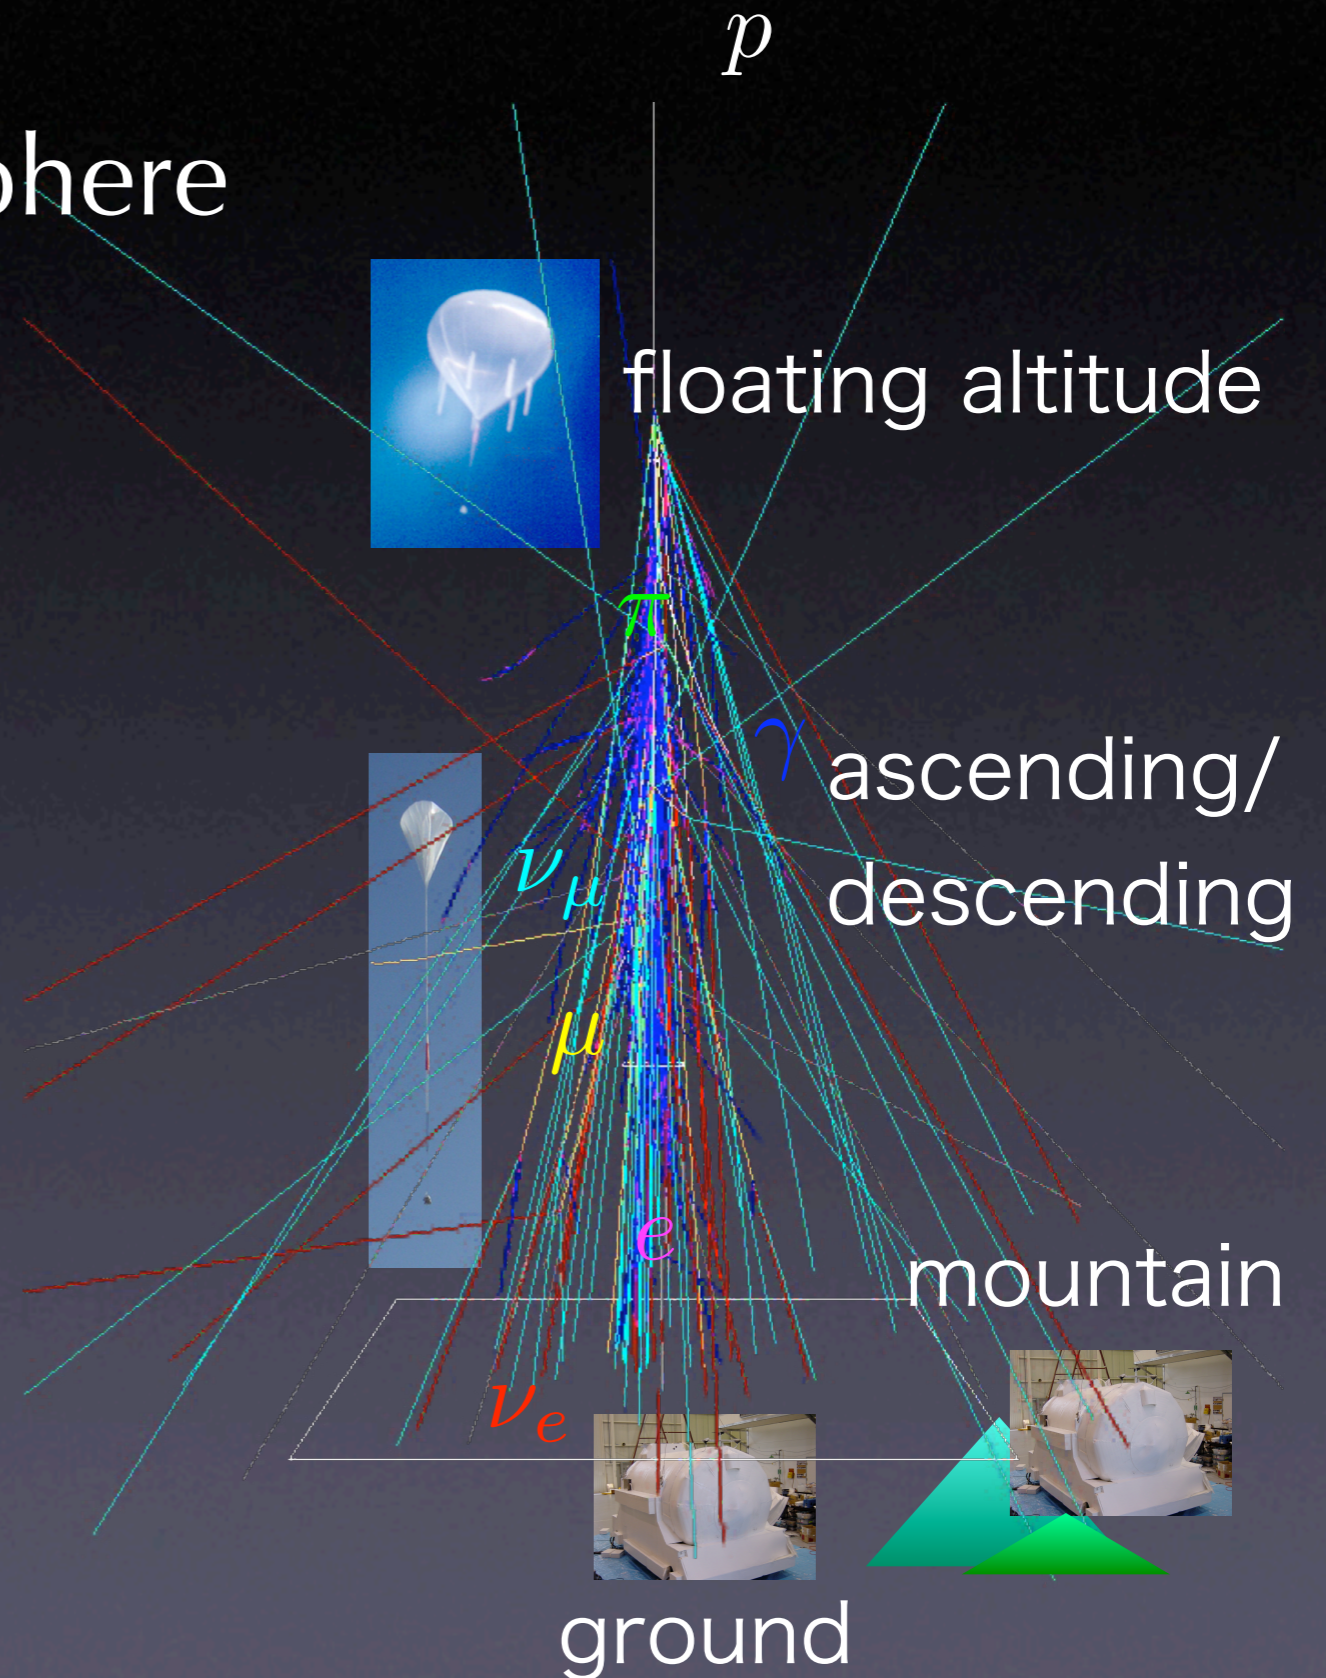 p
phere
floating altitude
π
γ
ascending/
descending
ν_μ
μ
e
mountain
ν_e
ground